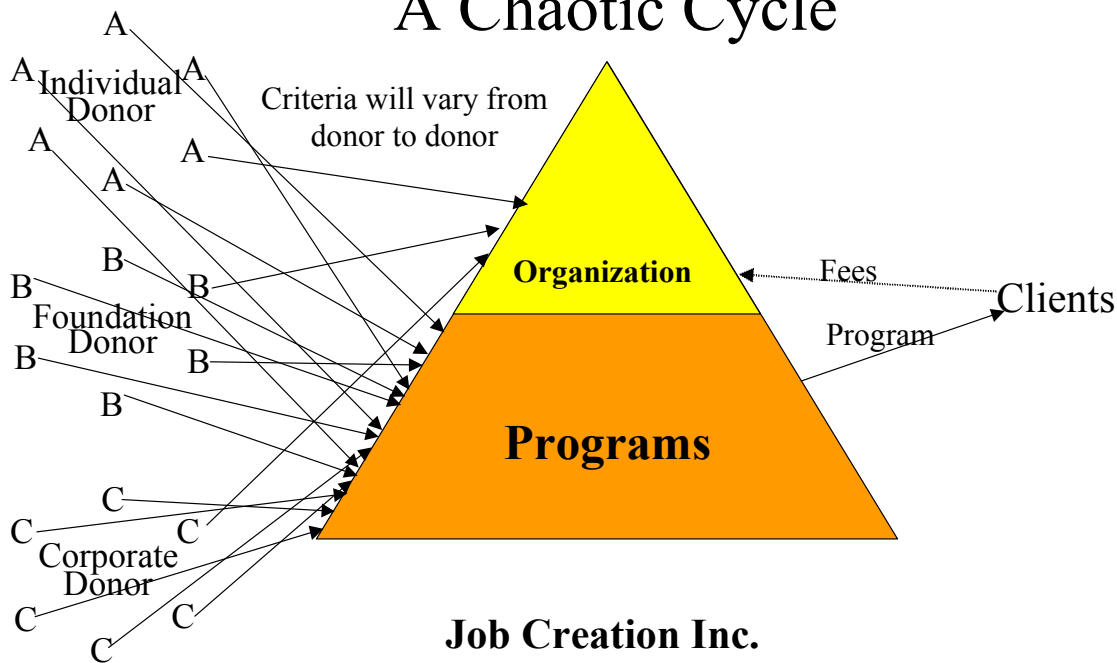 A Chaotic Cycle
A
A
A
Individual
Donor
Criteria will vary from
donor to donor
A
A
A
B
B
B
Foundation
Donor
B
B
B
Organization
Fees
Clients
Program
Programs
C
C
C
Corporate
Donor
C
C
C
Job Creation Inc.